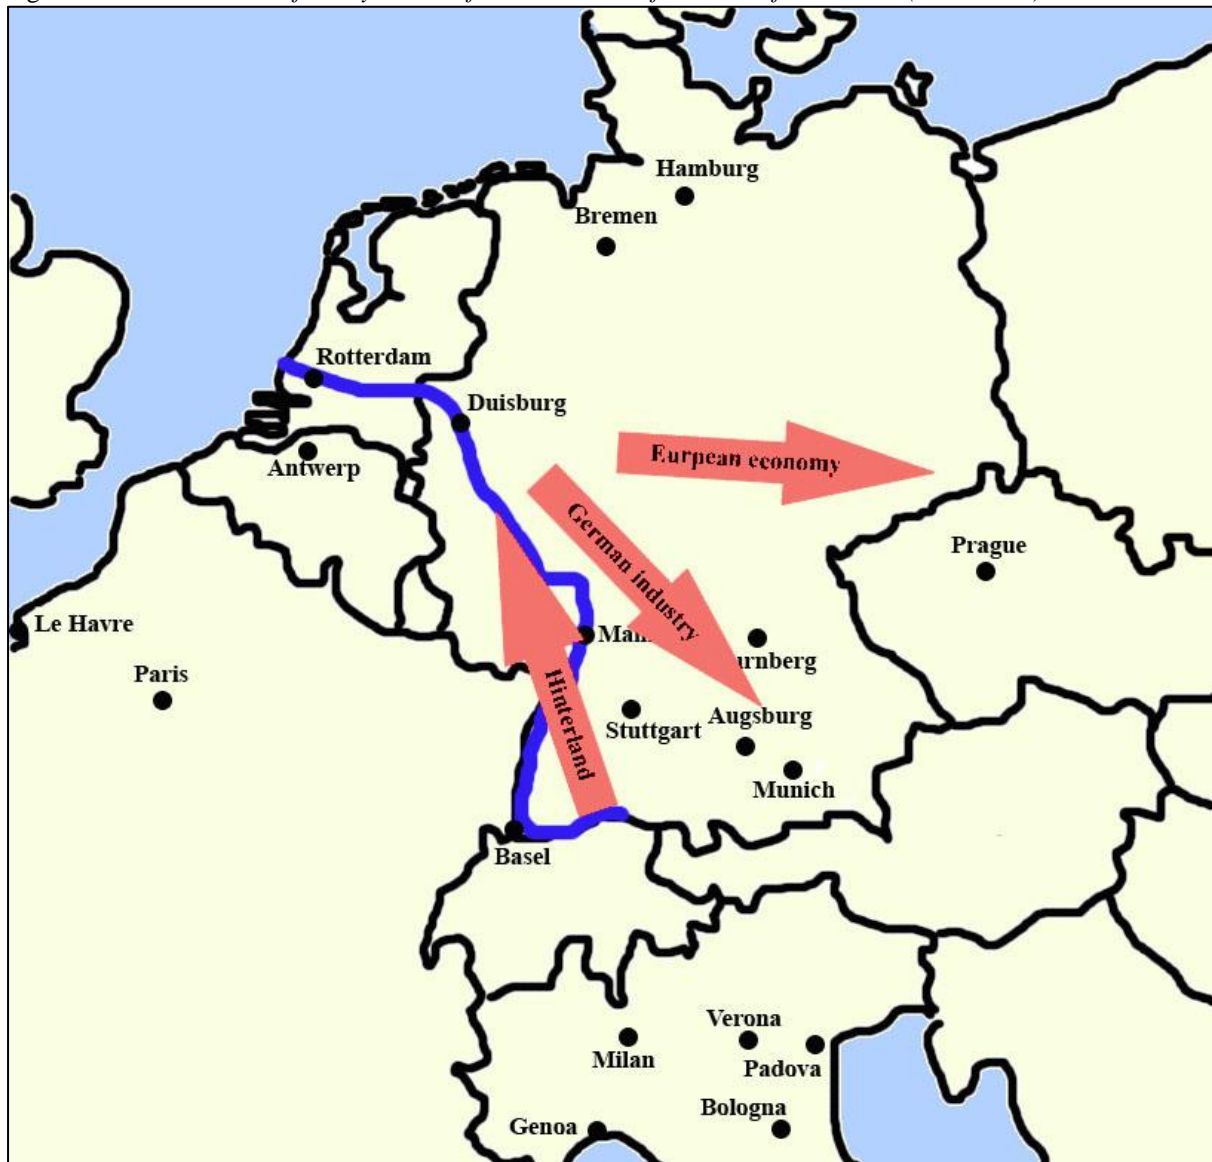 Hamburg
Bremen
Rotterdam
Duisburg
Antwerp
Eurpean economy
German industry
Prague
Le Havre
Paris
Hinterland
Stuttgart
Augsburg
Munich
Basel
Verona
Milan
Padova
Bologna
Genoa